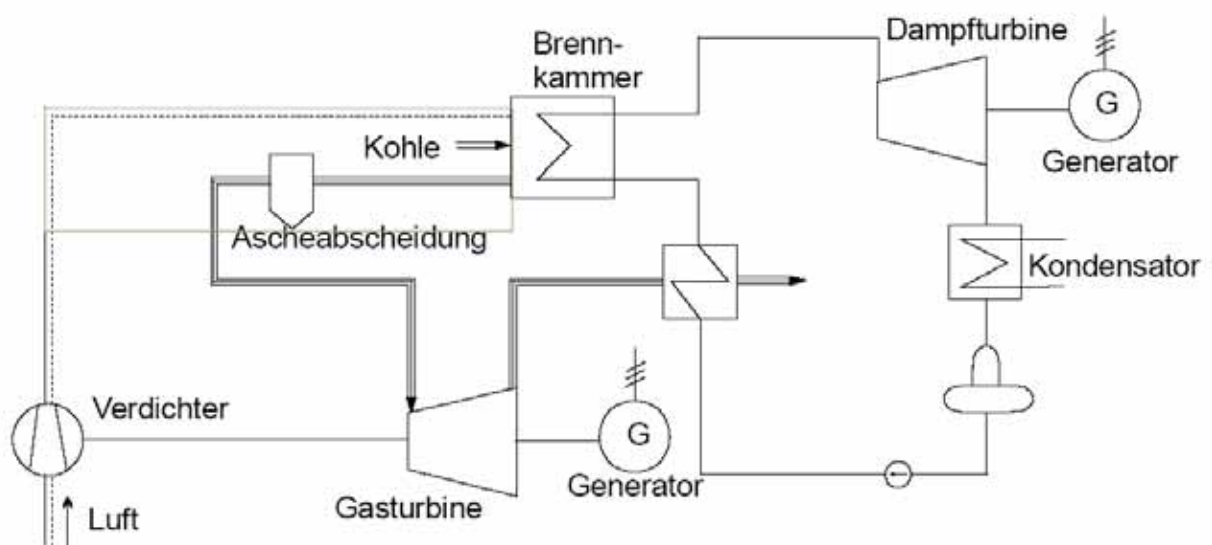 Dampfturbine
Brenn-
kammer
G
Kohle
Generator
Ascheabscheidung
Kondensator
Verdichter
G
Generator
Gasturbine
Luft